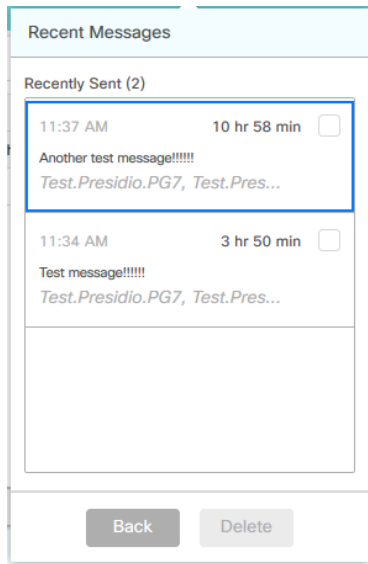 Recent Messages
Recently Sent (2)
11:37 AM 10 hr 58 min
Another test message!!!!!!
Test.Presidio.PG7, Test.Pres...
11:34 AM 3 hr 50 min
Test message!!!!!!
Test.Presidio.PG7, Test.Pres...
Back Delete